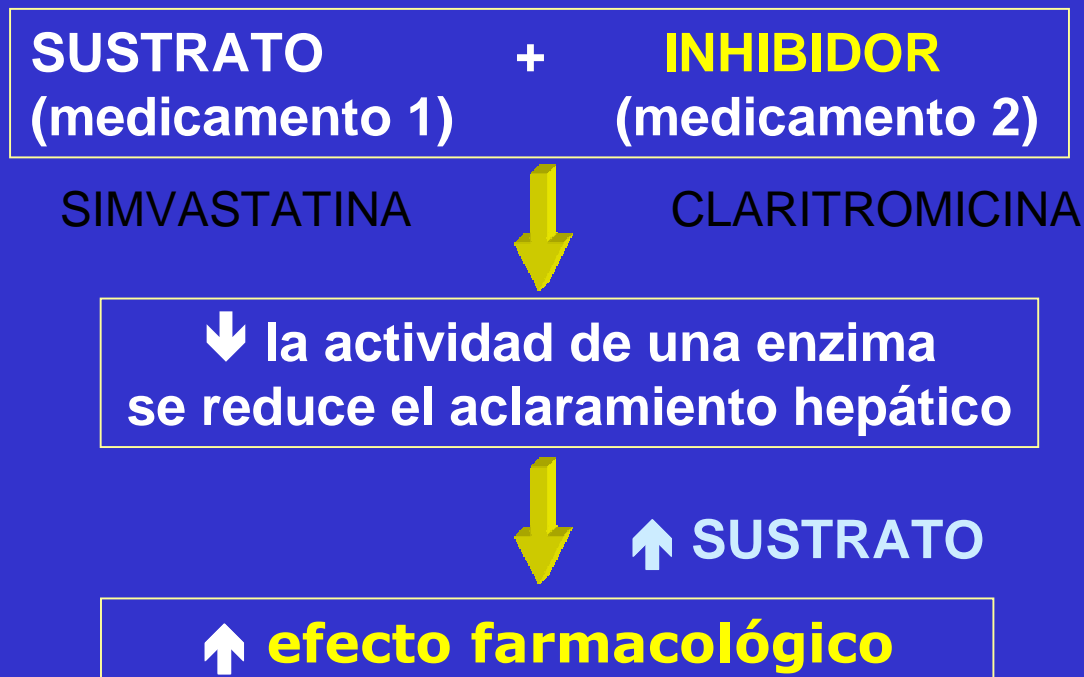 SUSTRATO + INHIBIDOR
(medicamento 1) (medicamento 2)
SIMVASTATINA CLARITROMICINA
🡻 la actividad de una enzima
se reduce el aclaramiento hepático
🡹 SUSTRATO
🡹 efecto farmacológico